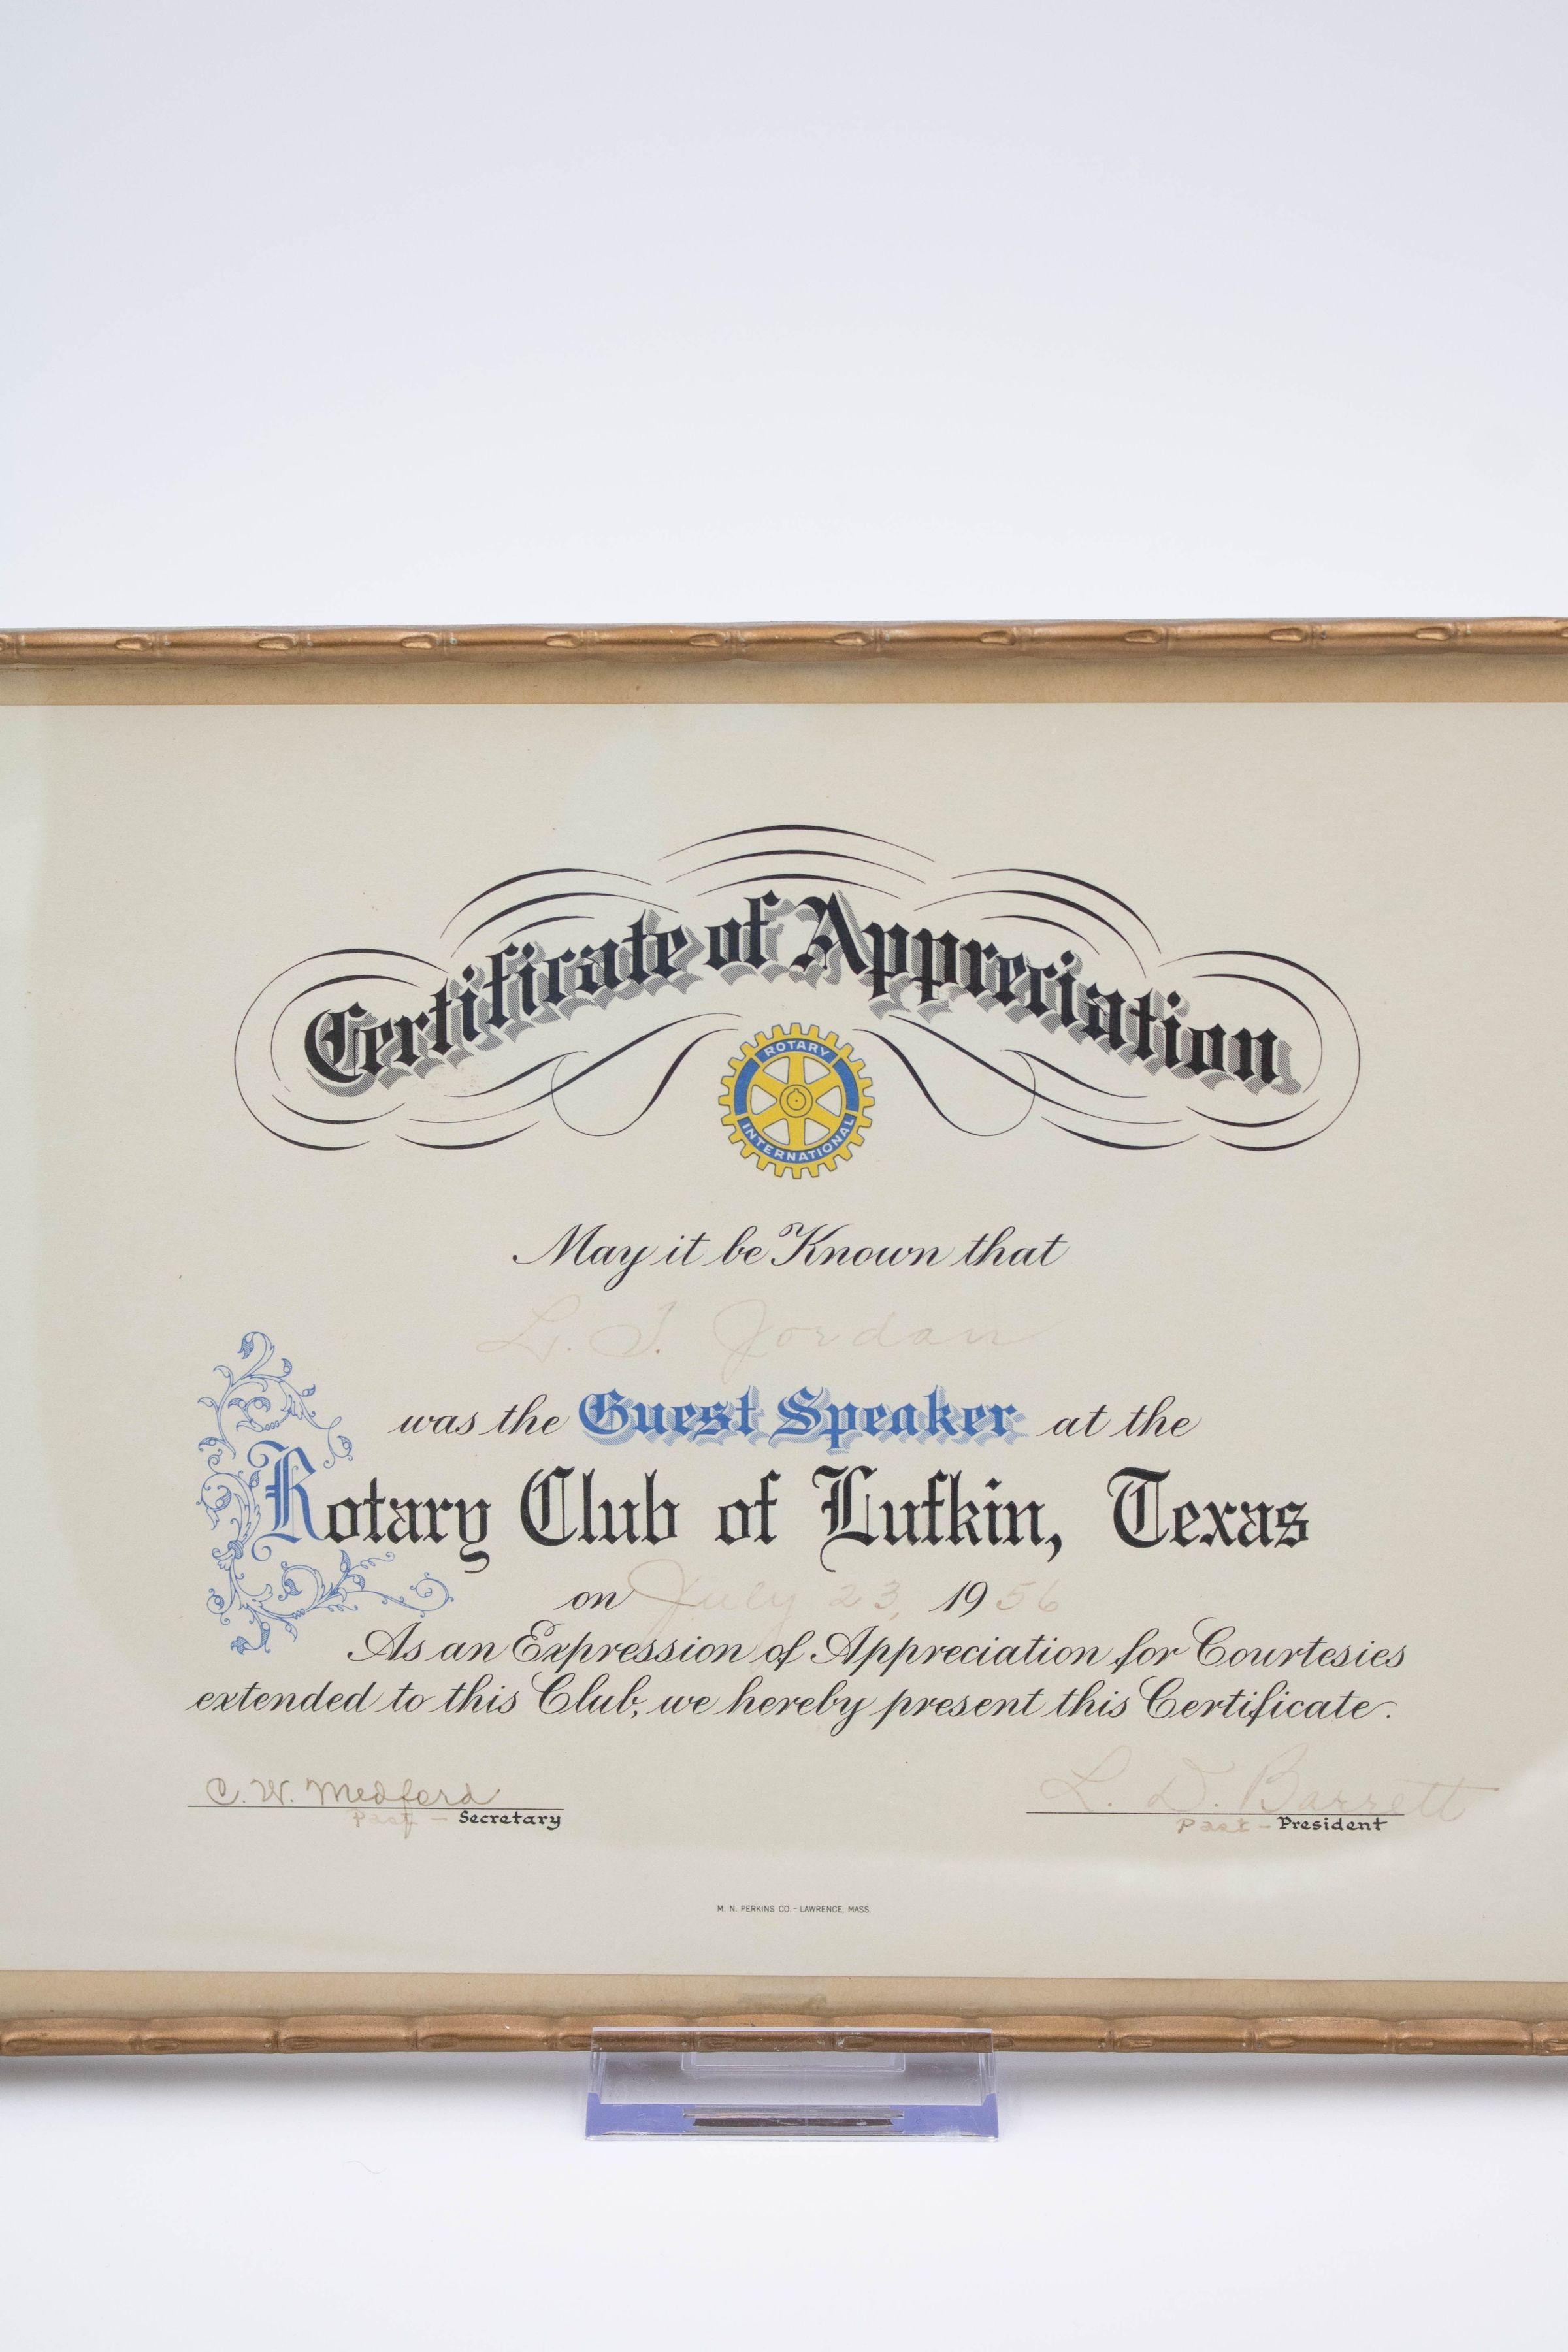 Certificate of Appreciation
ROTARY
INTERNATIONAL
May it be Known that
L. T. Jordan
was the Guest Speaker at the
Rotary Club of Lufkin, Texas
on July 23, 1956
As an Expression of Appreciation for Courtesies
extended to this Club, we hereby present this Certificate.
C. W. Medford
Past - Secretary
L. D. Barrett
Past - President
M. N. PERKINS CO. - LAWRENCE, MASS.